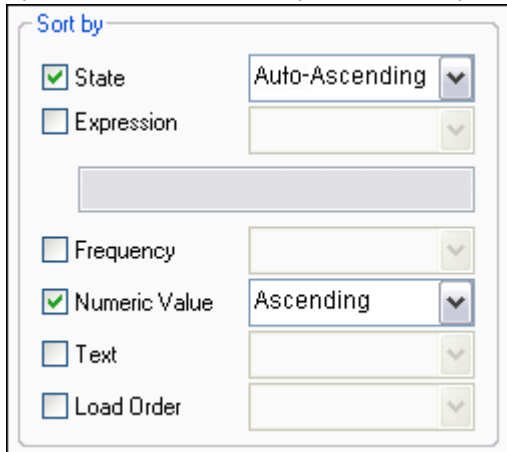 Sort by
State Auto-Ascending
Expression
Frequency
Numeric Value Ascending
Text
Load Order